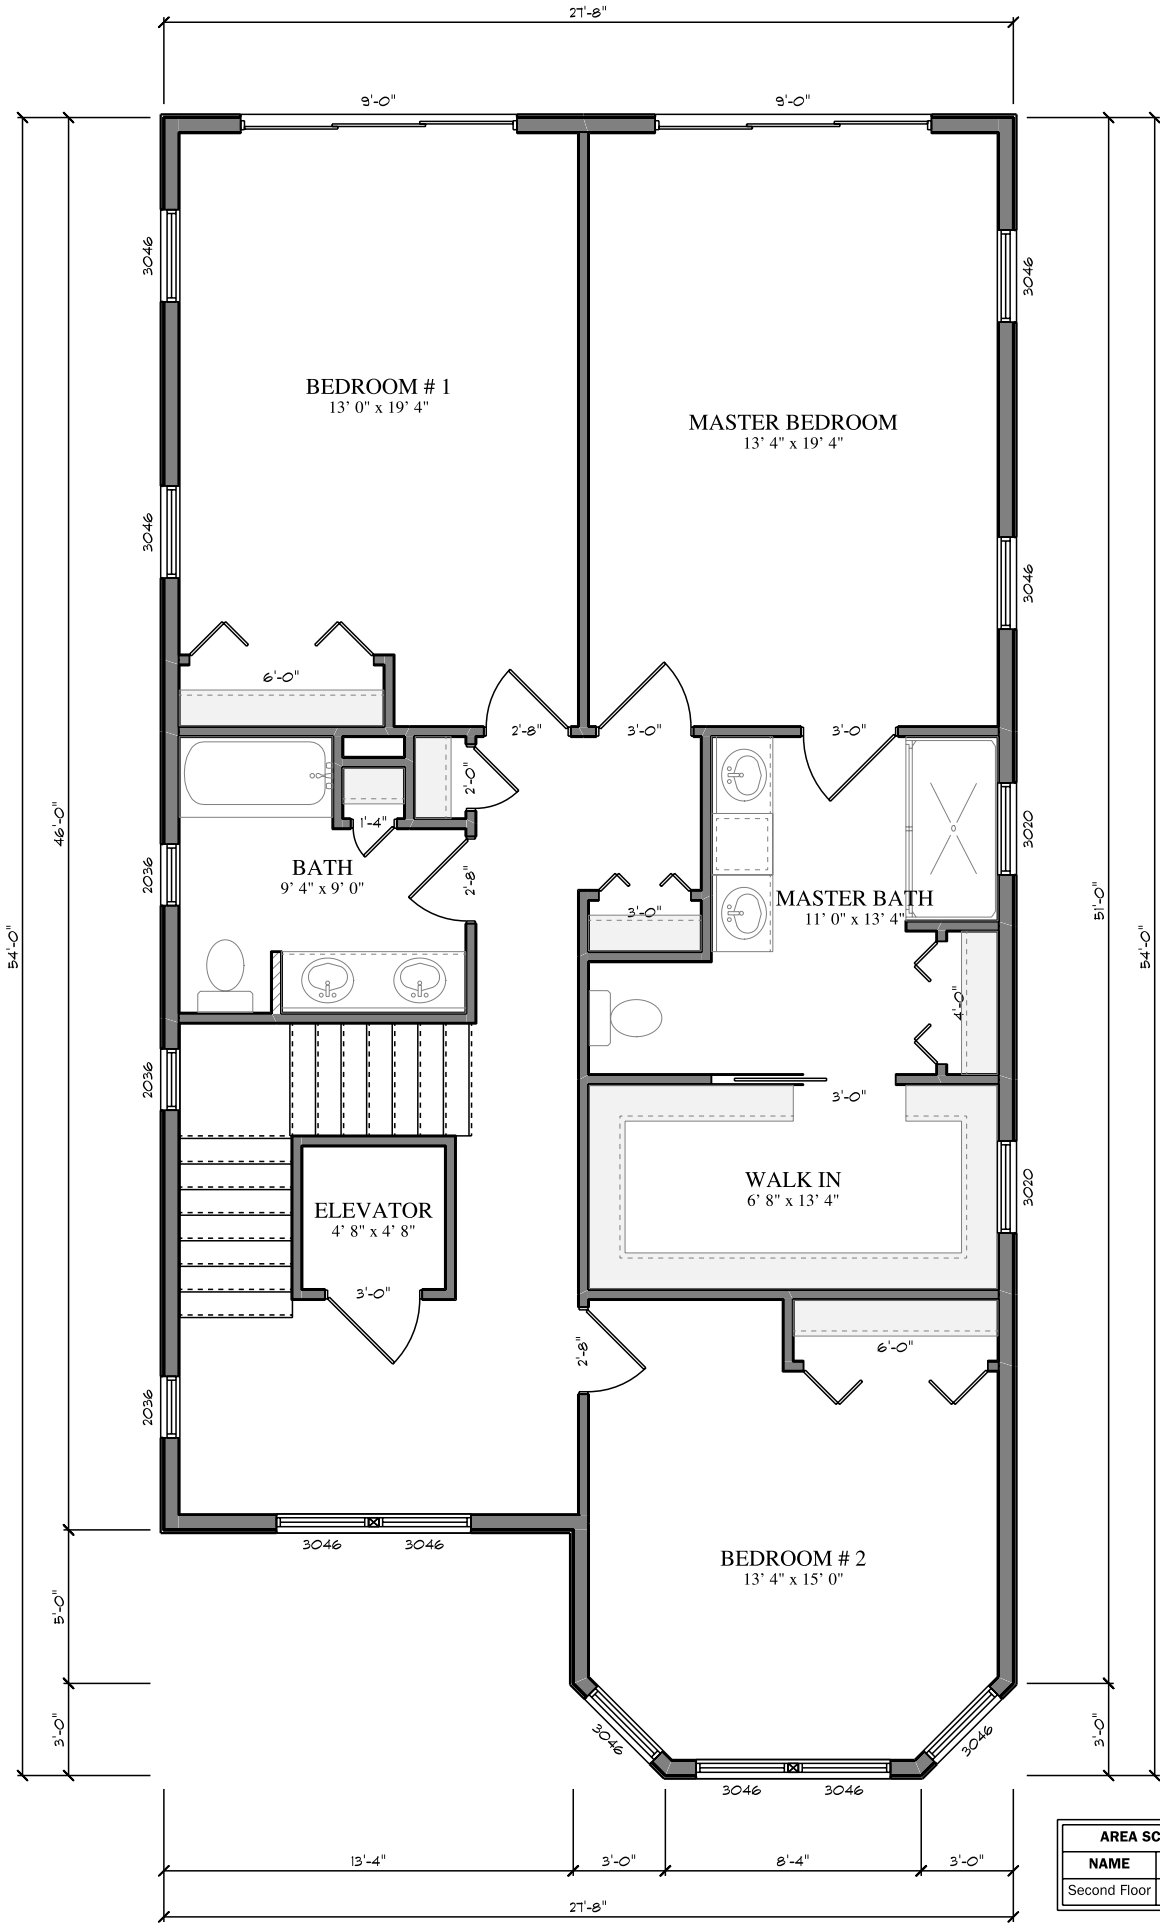 27'-8"
9'-0"
9'-0"
3046
3046
BEDROOM # 1
13' 0" x 19' 4"
MASTER BEDROOM
13' 4" x 19' 4"
3046
3046
6'-0"
2'-8"
3'-0"
3'-0"
2'-0"
1'-4"
46'-0"
3020
2036
BATH
9' 4" x 9' 0"
2'-8"
3'-0"
MASTER BATH
11' 0" x 13' 4"
51'-0"
54'-0"
54'-0"
4'-0"
2036
3'-0"
WALK IN
6' 8" x 13' 4"
3020
ELEVATOR
4' 8" x 4' 8"
3'-0"
2'-8"
6'-0"
2036
3046
3046
BEDROOM # 2
13' 4" x 15' 0"
5'-0"
3'-0"
3046
3046
3'-0"
3046
3046
13'-4"
3'-0"
8'-4"
3'-0"
27'-8"
AREA SC
NAME
Second Floor